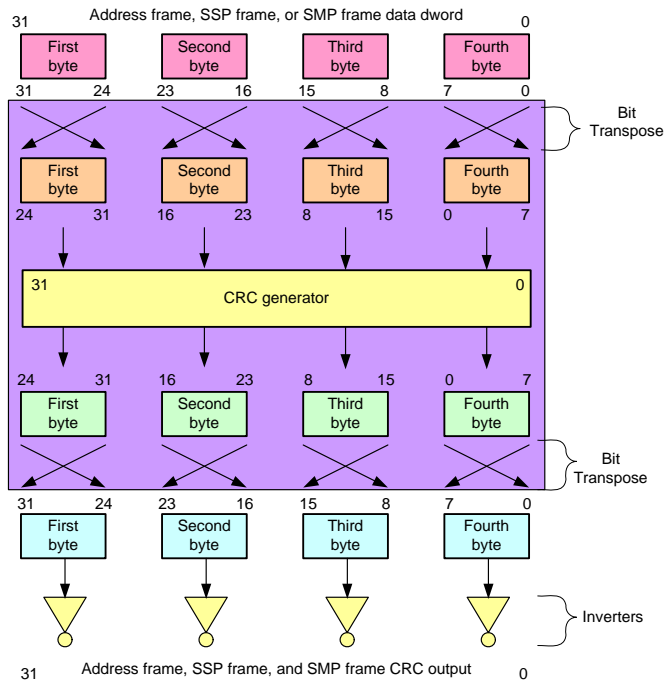 Address frame, SSP frame, or SMP frame data dword
31 0
First byte Second byte Third byte Fourth byte
31 24 23 16 15 8 7 0
Bit Transpose
First byte Second byte Third byte Fourth byte
24 31 16 23 8 15 0 7
31 CRC generator 0
24 31 16 23 8 15 0 7
First byte Second byte Third byte Fourth byte
Bit Transpose
31 24 23 16 15 8 7 0
First byte Second byte Third byte Fourth byte
Inverters
31 Address frame, SSP frame, and SMP frame CRC output 0